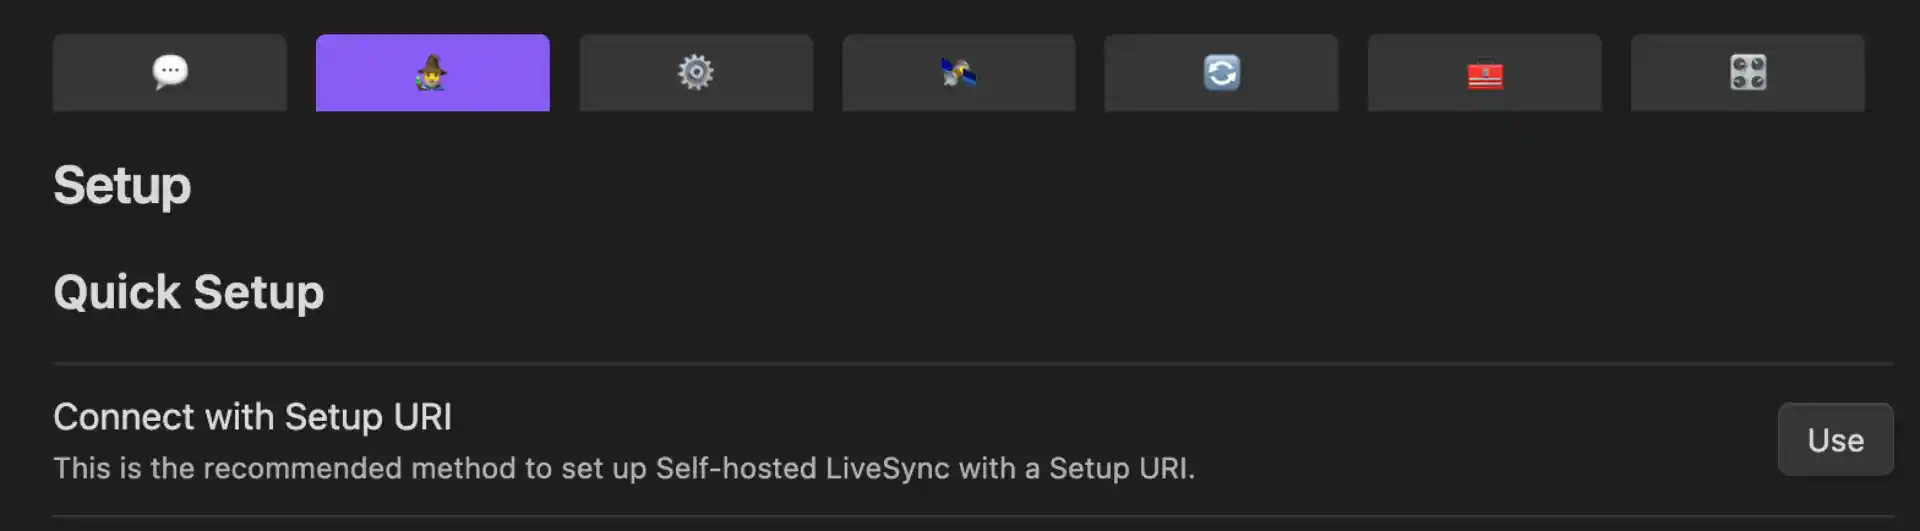 Setup
Quick Setup
Connect with Setup URI
This is the recommended method to set up Self-hosted LiveSync with a Setup URI.
Use